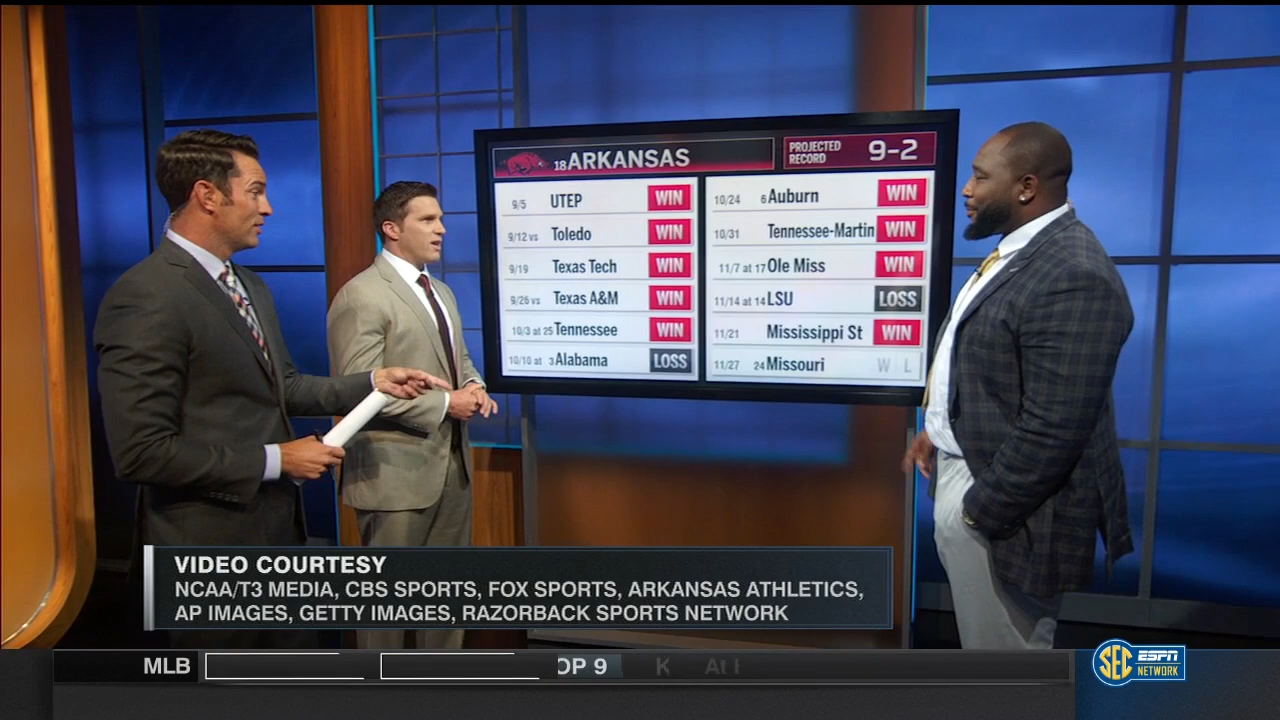 18 ARKANSAS
PROJECTED RECORD 9-2
9/5 UTEP WIN
9/12 vs Toledo WIN
9/19 Texas Tech WIN
9/26 vs Texas A&M WIN
10/3 at 25 Tennessee WIN
10/10 at 3 Alabama LOSS
10/24 6 Auburn WIN
10/31 Tennessee-Martin WIN
11/7 at 17 Ole Miss WIN
11/14 at 14 LSU LOSS
11/21 Mississippi St WIN
11/27 24 Missouri W L
VIDEO COURTESY
NCAA/T3 MEDIA, CBS SPORTS, FOX SPORTS, ARKANSAS ATHLETICS,
AP IMAGES, GETTY IMAGES, RAZORBACK SPORTS NETWORK
MLB OP 9 K
SEC ESPN
NETWORK